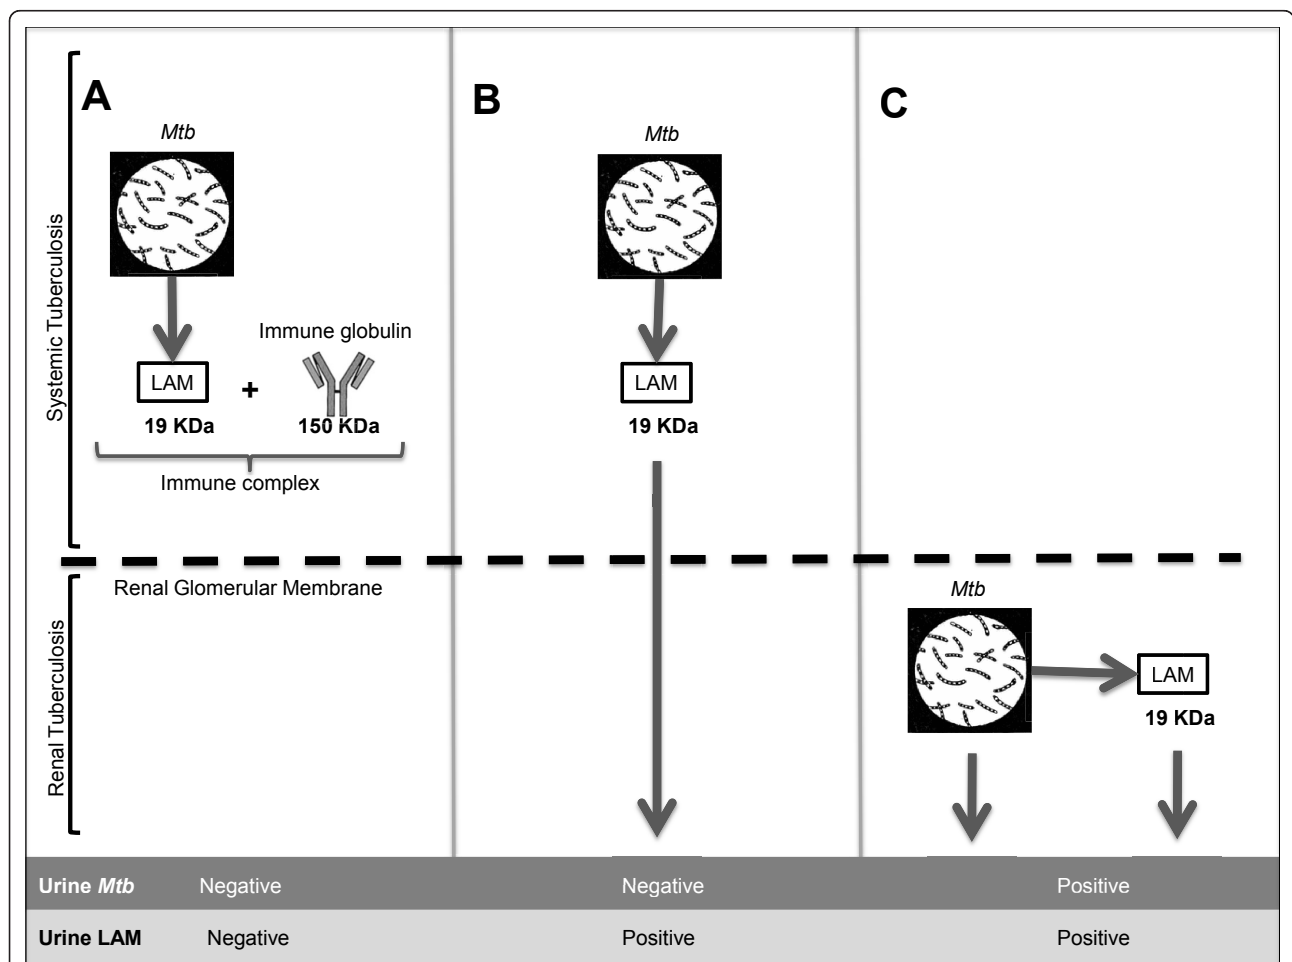 A
B
C
Mtb
Mtb
Systemic Tuberculosis
Immune globulin
LAM
+
LAM
19 KDa
150 KDa
19 KDa
Immune complex
Renal Glomerular Membrane
Mtb
Renal Tuberculosis
LAM
19 KDa
Urine Mtb Negative Negative Positive
Urine LAM Negative Positive Positive